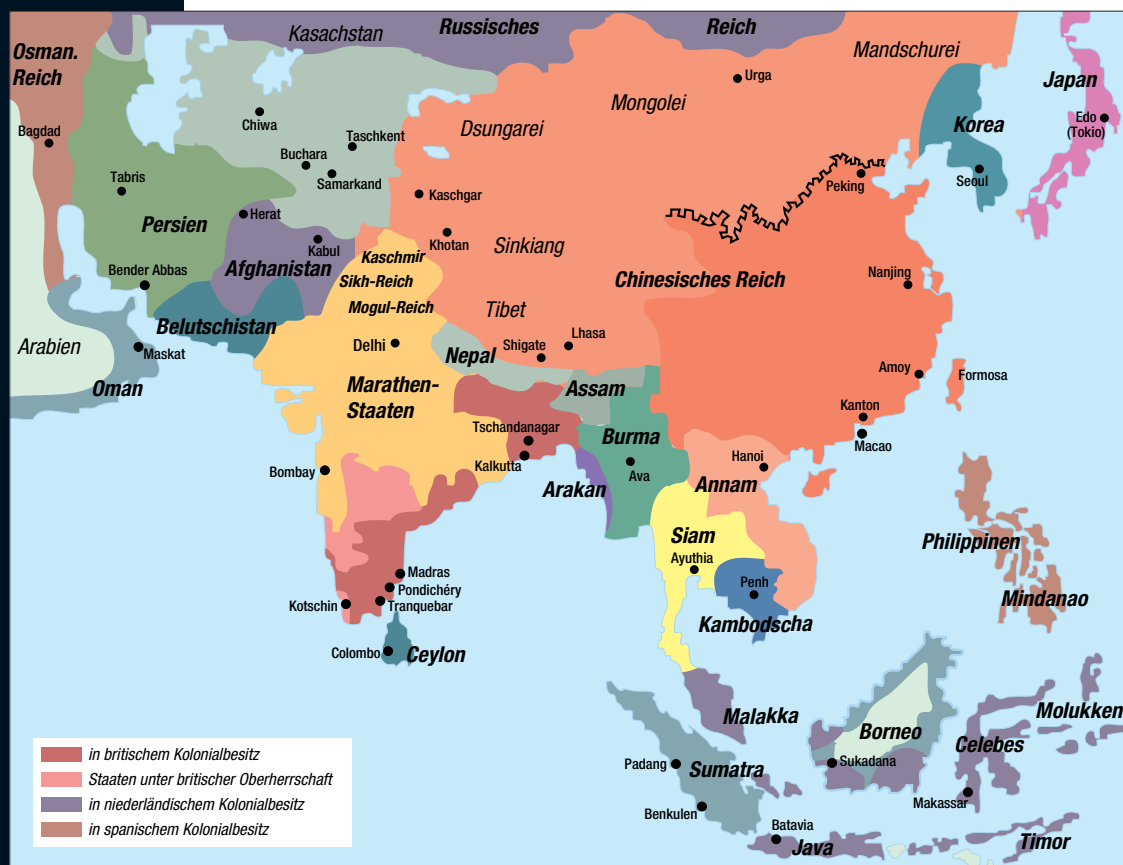 Kasachstan
Russisches
Reich
Osman.
Reich
Mandschurei
Urga
Japan
Mongolei
Chiwa
Dsungarei
Edo
(Tokio)
Korea
Bagdad
Taschkent
Buchara
Samarkand
Peking
Seoul
Tabris
Kaschgar
Persien
Herat
Khotan
Sinkiang
Kabul
Kaschmir
Afghanistan
Bender Abbas
Sikh-Reich
Chinesisches Reich
Nanjing
Mogul-Reich
Tibet
Belutschistan
Arabien
Maskat
Delhi
Lhasa
Nepal
Shigate
Oman
Amoy
Formosa
Marathen-
Staaten
Assam
Kanton
Tschandanagar
Burma
Macao
Kalkutta
Hanoi
Bombay
Ava
Annam
Arakan
Siam
Philippinen
Ayuthia
Madras
Penh
Pondichéry
Mindanao
Kotschin
Tranquebar
Kambodscha
Colombo
Ceylon
Malakka
Molukken
Borneo
Celebes
Padang
Sumatra
Sukadana
Makassar
Benkulen
Batavia
Java
Timor
in britischem Kolonialbesitz
Staaten unter britischer Oberherrschaft
in niederländischem Kolonialbesitz
in spanischem Kolonialbesitz